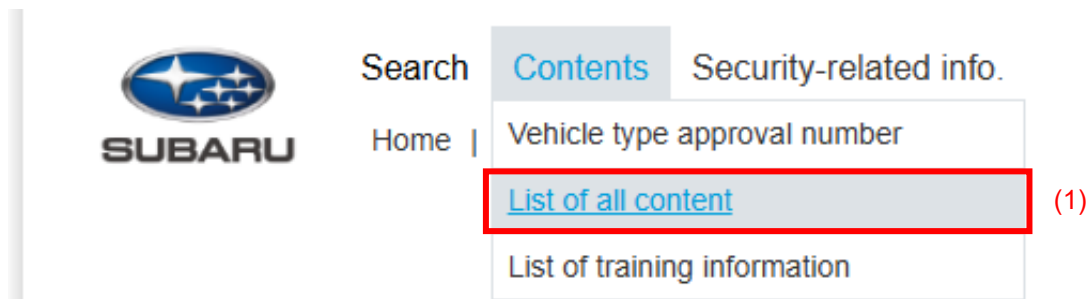 Search Contents Security-related info.
SUBARU
Home | Vehicle type approval number
List of all content (1)
List of training information